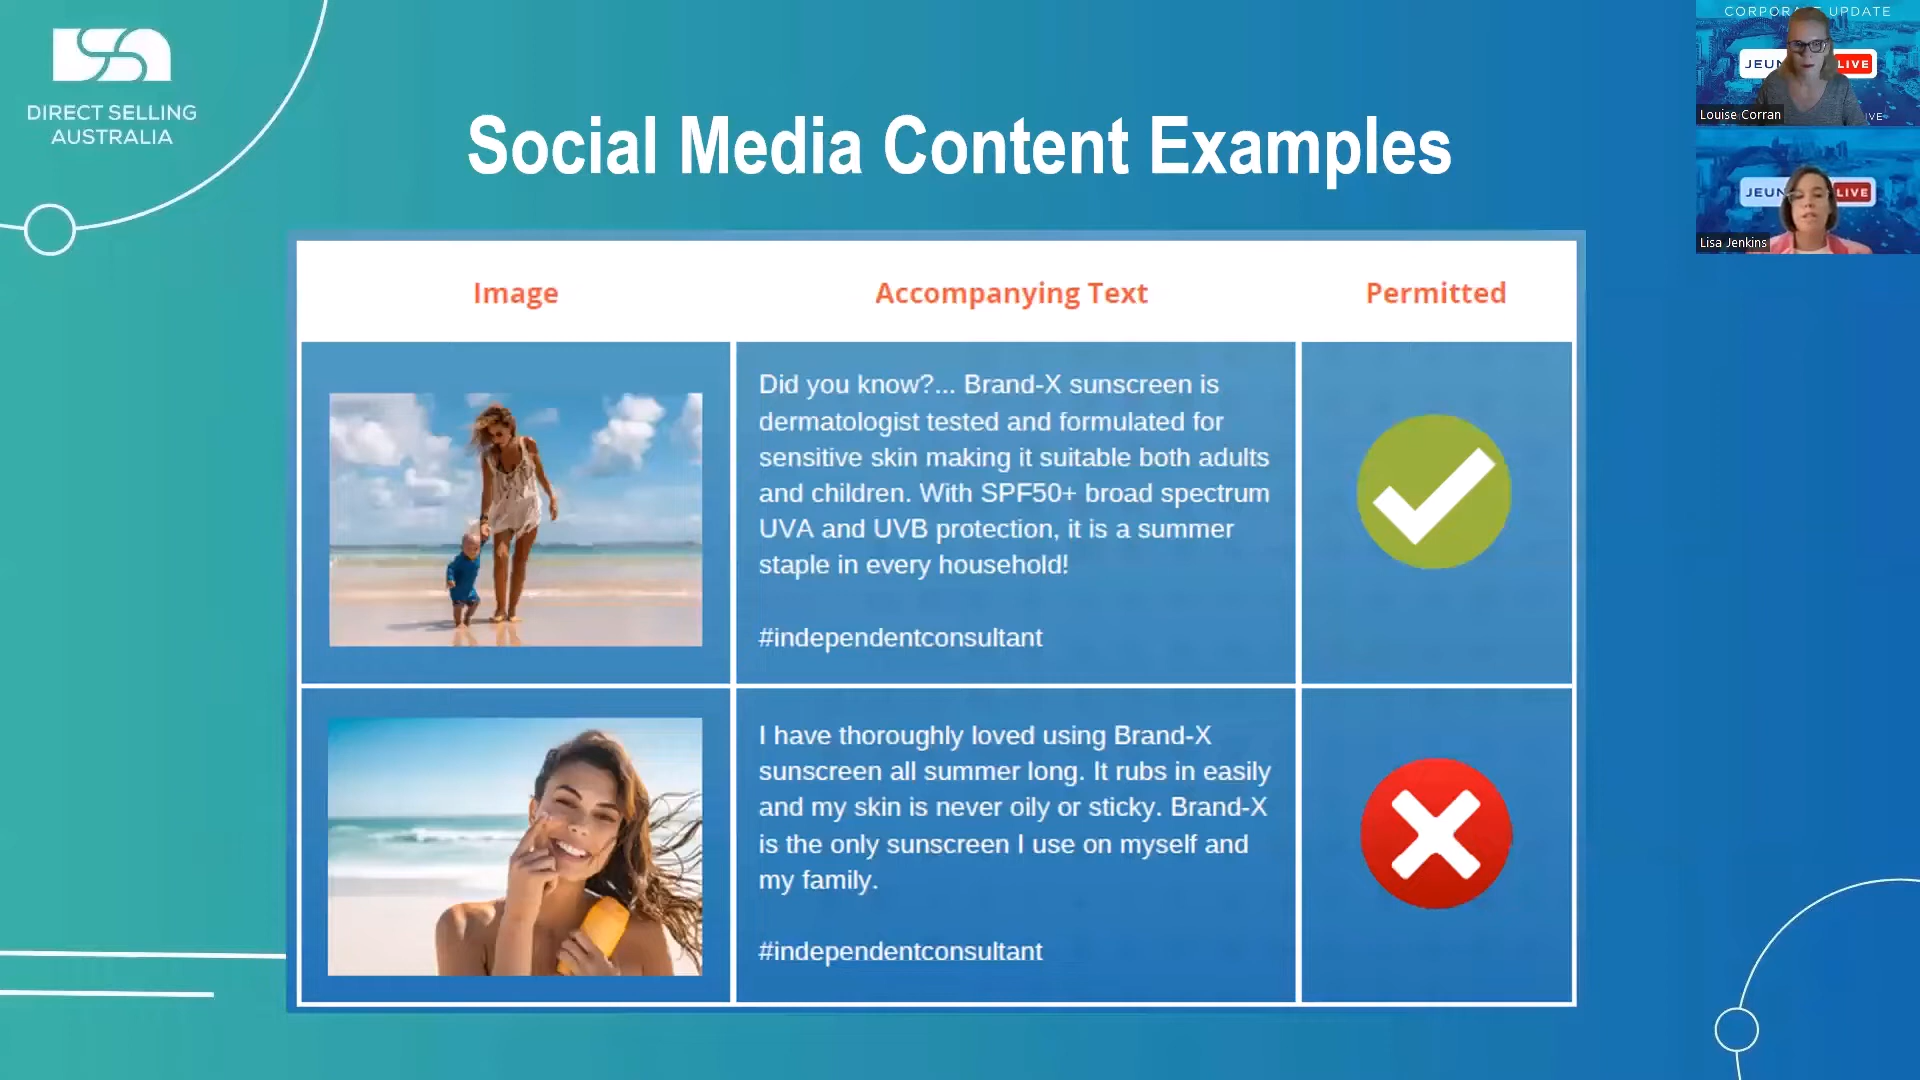 DIRECT SELLING
AUSTRALIA
Social Media Content Examples
Image
Accompanying Text
Permitted
Did you know?... Brand-X sunscreen is
dermatologist tested and formulated for
sensitive skin making it suitable both adults
and children. With SPF50+ broad spectrum
UVA and UVB protection, it is a summer
staple in every household!
#independentconsultant
I have thoroughly loved using Brand-X
sunscreen all summer long. It rubs in easily
and my skin is never oily or sticky. Brand-X
is the only sunscreen I use on myself and
my family.
#independentconsultant
UPDATE
LIVE
Louise Corran
LIVE
Lisa Jenkins